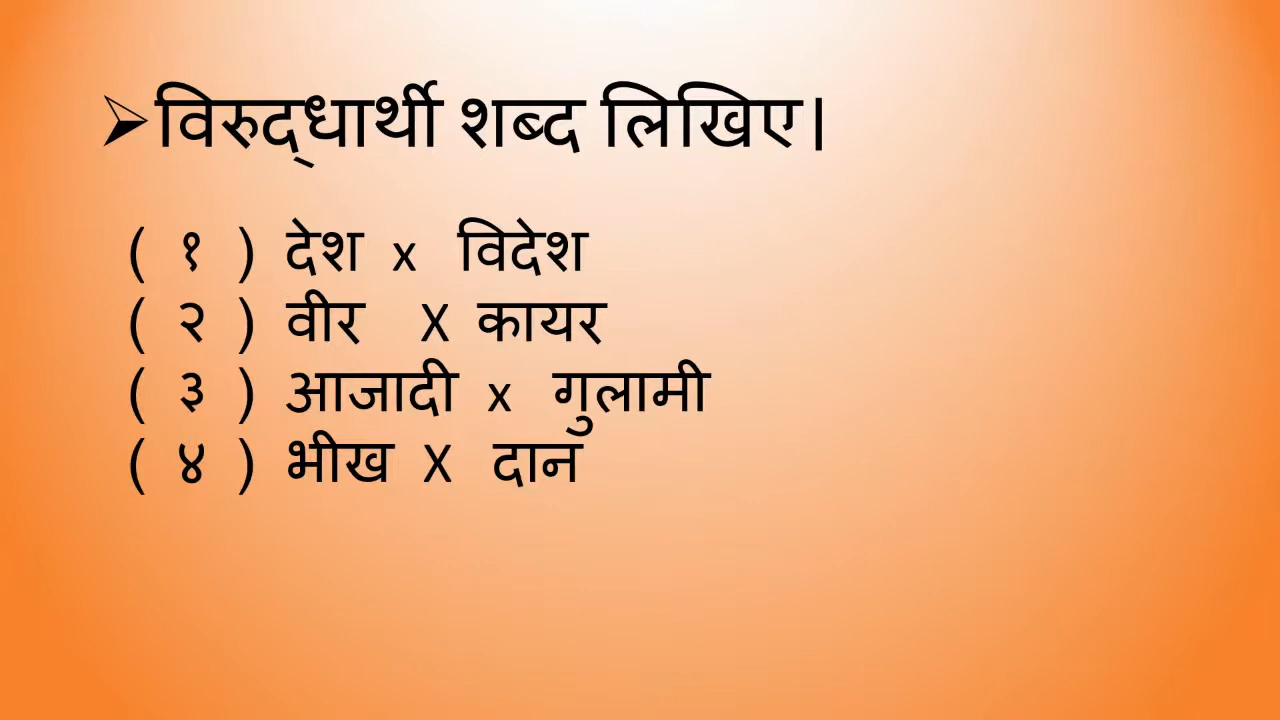 ➢विरुद्‌धार्थी शब्द लिखिए।
( १ ) देश x विदेश
( २ ) वीर X कायर
( ३ ) आजादी x गुलामी
( ४ ) भीख X दान